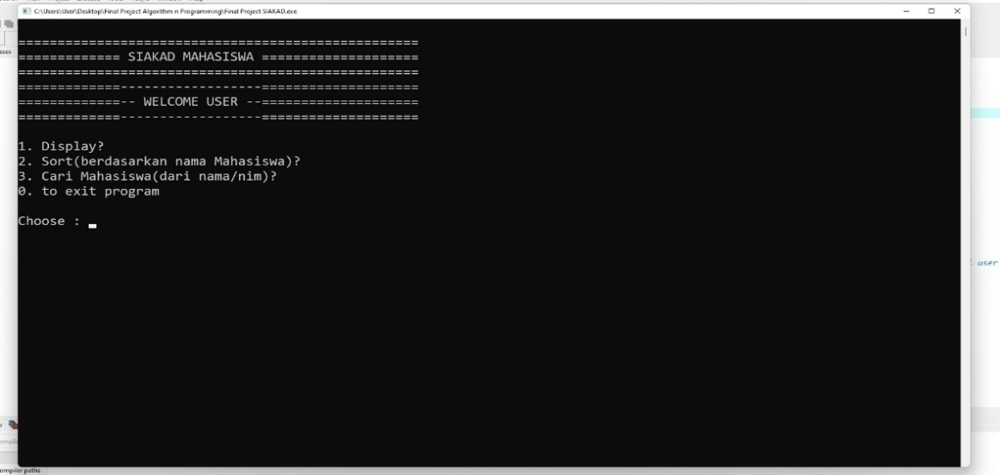 C:\Users\User\Desktop\Final Project Algorithm n Programming\Final Project SIAKAD.exe
===================================================
============= SIAKAD MAHASISWA ====================
===================================================
=============------------------====================
=============-- WELCOME USER --====================
=============------------------====================
1. Display?
2. Sort(berdasarkan nama Mahasiswa)?
3. Cari Mahasiswa(dari nama/nim)?
0. to exit program
Choose :
user
ompiler paths